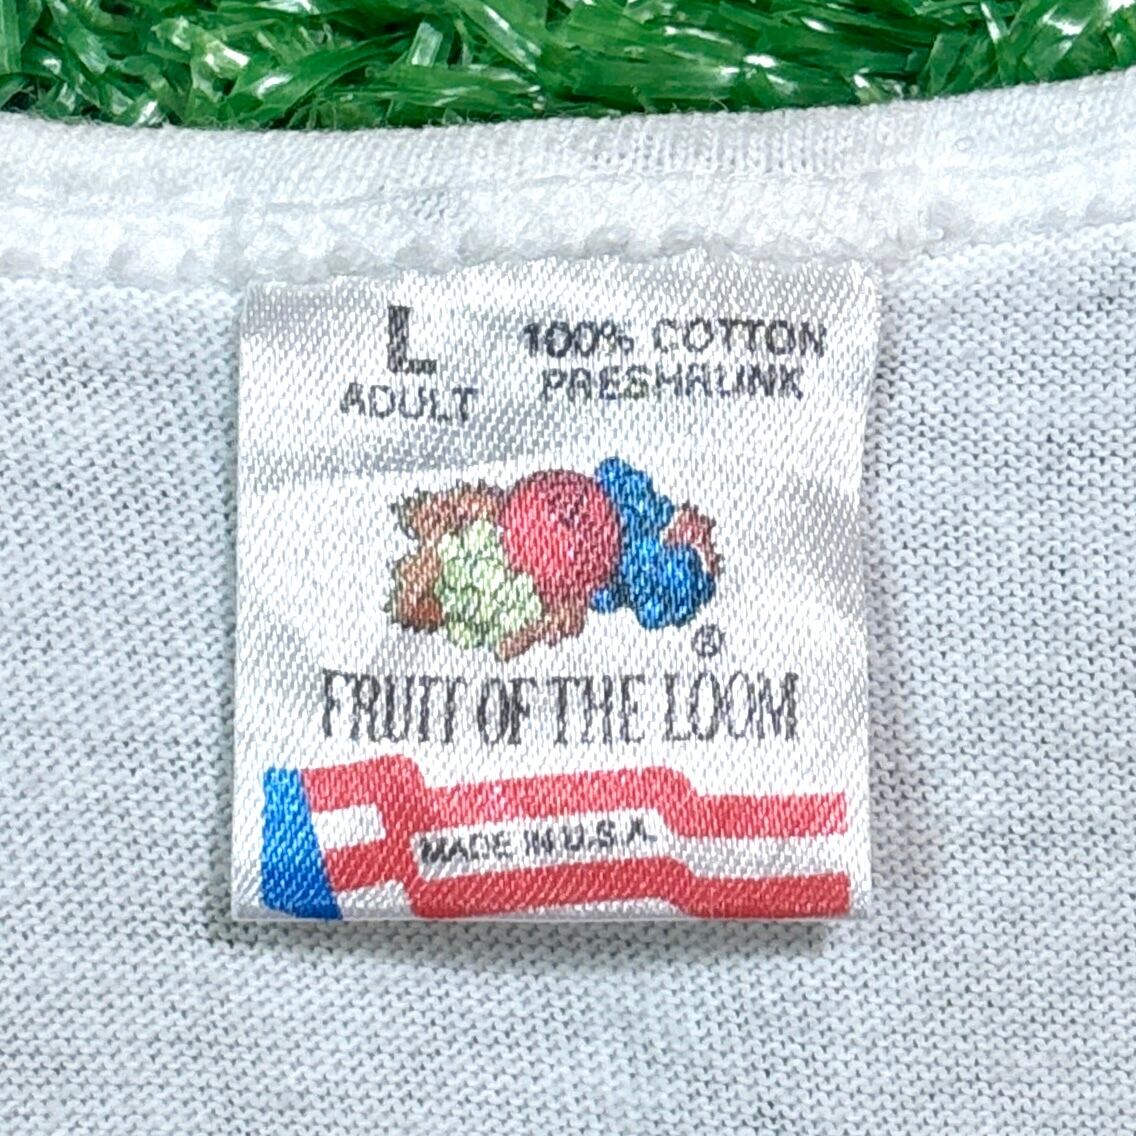 L
ADULT
100% COTTON
PRESHRUNK
®
FRUIT OF THE LOOM
MADE IN U.S.A.